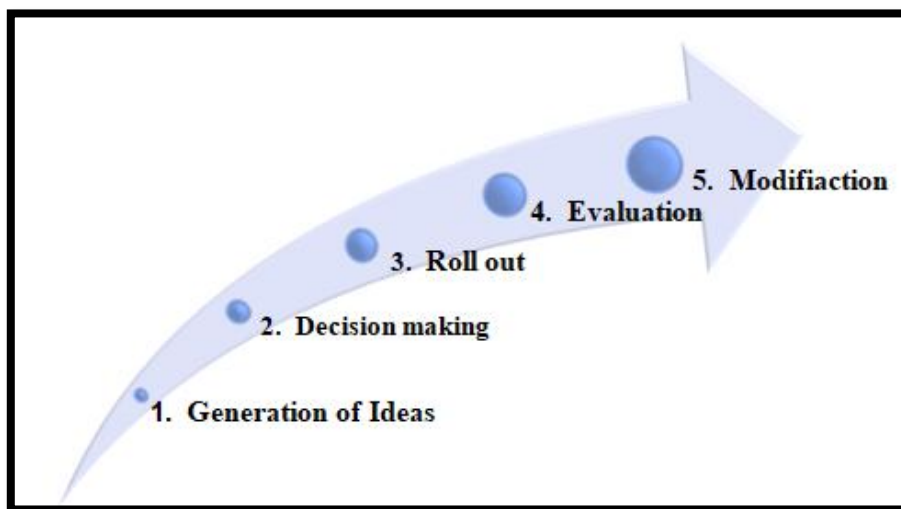 1. Generation of Ideas
2. Decision making
3. Roll out
4. Evaluation
5. Modifiaction